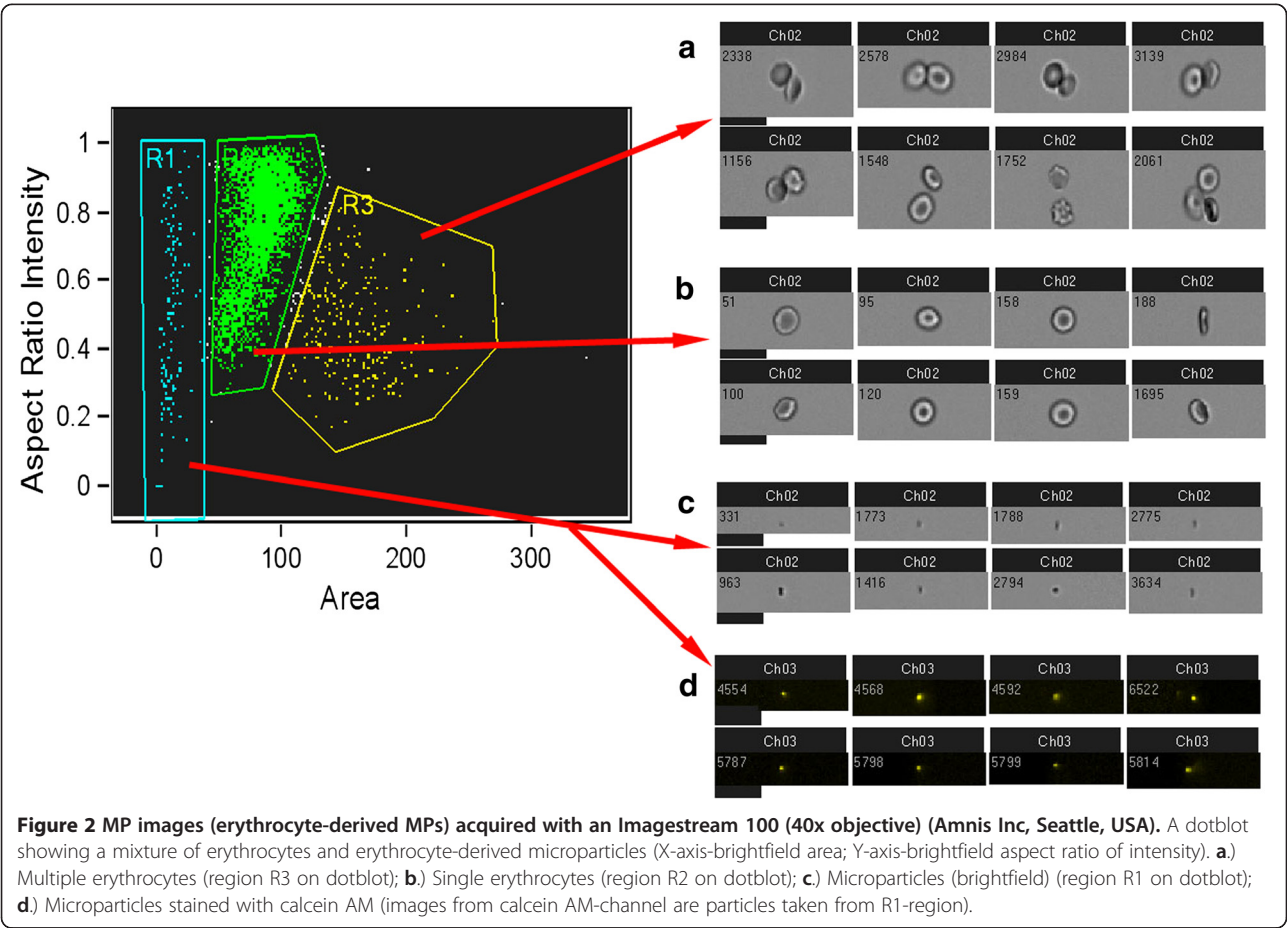 a
Ch02 Ch02 Ch02 Ch02
2338 2578 2984 3139
Ch02 Ch02 Ch02 Ch02
1156 1548 1752 2061
b
Ch02 Ch02 Ch02 Ch02
51 95 158 188
Ch02 Ch02 Ch02 Ch02
100 120 159 1695
c
Ch02 Ch02 Ch02 Ch02
331 1773 1788 2775
Ch02 Ch02 Ch02 Ch02
963 1416 2794 3634
d
Ch03 Ch03 Ch03 Ch03
4554 4568 4592 6522
Ch03 Ch03 Ch03 Ch03
5787 5798 5799 5814
Aspect Ratio Intensity
1
0.8
0.6
0.4
0.2
0
R1
R3
0 100 200 300
Area
Figure 2 MP images (erythrocyte-derived MPs) acquired with an Imagestream 100 (40x objective) (Amnis Inc, Seattle, USA). A dotblot
showing a mixture of erythrocytes and erythrocyte-derived microparticles (X-axis-brightfield area; Y-axis-brightfield aspect ratio of intensity). a.)
Multiple erythrocytes (region R3 on dotblot); b.) Single erythrocytes (region R2 on dotblot); c.) Microparticles (brightfield) (region R1 on dotblot);
d.) Microparticles stained with calcein AM (images from calcein AM-channel are particles taken from R1-region).